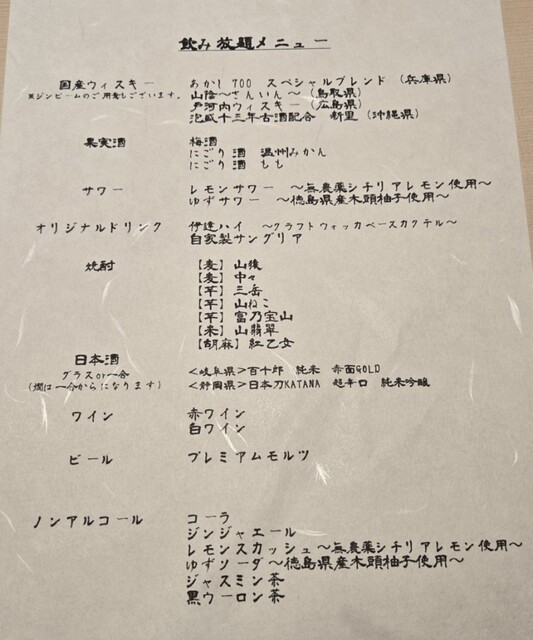 飲み放題メニュー
国産ウィスキー あかし700 スペシャルブレンド (兵庫県)
※ジンビームのご用意もございます。 山陰〜さんいん〜 (鳥取県)
戸河内ウィスキー (広島県)
泡盛十三年古酒配合 新里 (沖縄県)
果実酒 梅酒
にごり酒 温州みかん
にごり酒 もも
サワー レモンサワー 〜無農薬シチリアレモン使用〜
ゆずサワー 〜徳島県産木頭柚子使用〜
オリジナルドリンク 伊達ハイ 〜クラフトウォッカベースカクテル〜
自家製サングリア
焼酎 【麦】山猿
【麦】中々
【芋】三岳
【芋】山ねこ
【芋】富乃宝山
【米】山翡翠
【胡麻】紅乙女
日本酒
グラスor一合 <岐阜県>百十郎 純米 赤面GOLD
(燗は一合からになります) <静岡県>日本刀KATANA 超辛口 純米吟醸
ワイン 赤ワイン
白ワイン
ビール プレミアムモルツ
ノンアルコール コーラ
ジンジャエール
レモンスカッシュ〜無農薬シチリアレモン使用〜
ゆずソーダ〜徳島県産木頭柚子使用〜
ジャスミン茶
黒ウーロン茶